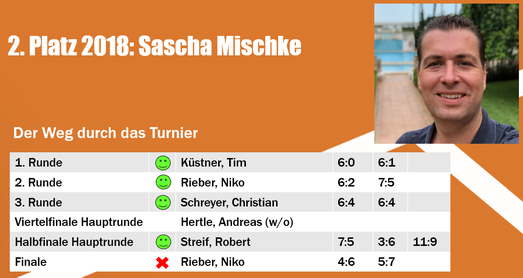 2. Platz 2018: Sascha Mischke
Der Weg durch das Turnier
1. Runde Küstner, Tim 6:0 6:1
2. Runde Rieber, Niko 6:2 7:5
3. Runde Schreyer, Christian 6:4 6:4
Viertelfinale Hauptrunde Hertle, Andreas (w/o)
Halbfinale Hauptrunde Streif, Robert 7:5 3:6 11:9
Finale Rieber, Niko 4:6 5:7